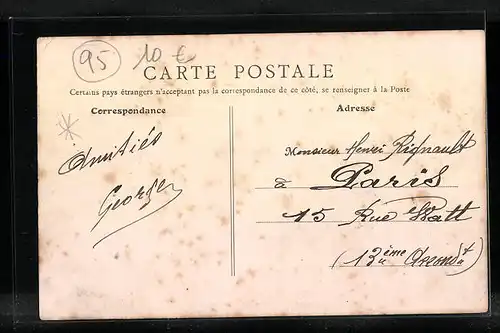 95
10 €
CARTE POSTALE
Certains pays étrangers n'acceptant pas la correspondance de ce côté, se renseigner à la Poste
Correspondance
Amitiés
Georges
Adresse
Monsieur Henri Rignault
à Paris
15 Rue Watt
(13ème Arrondt)